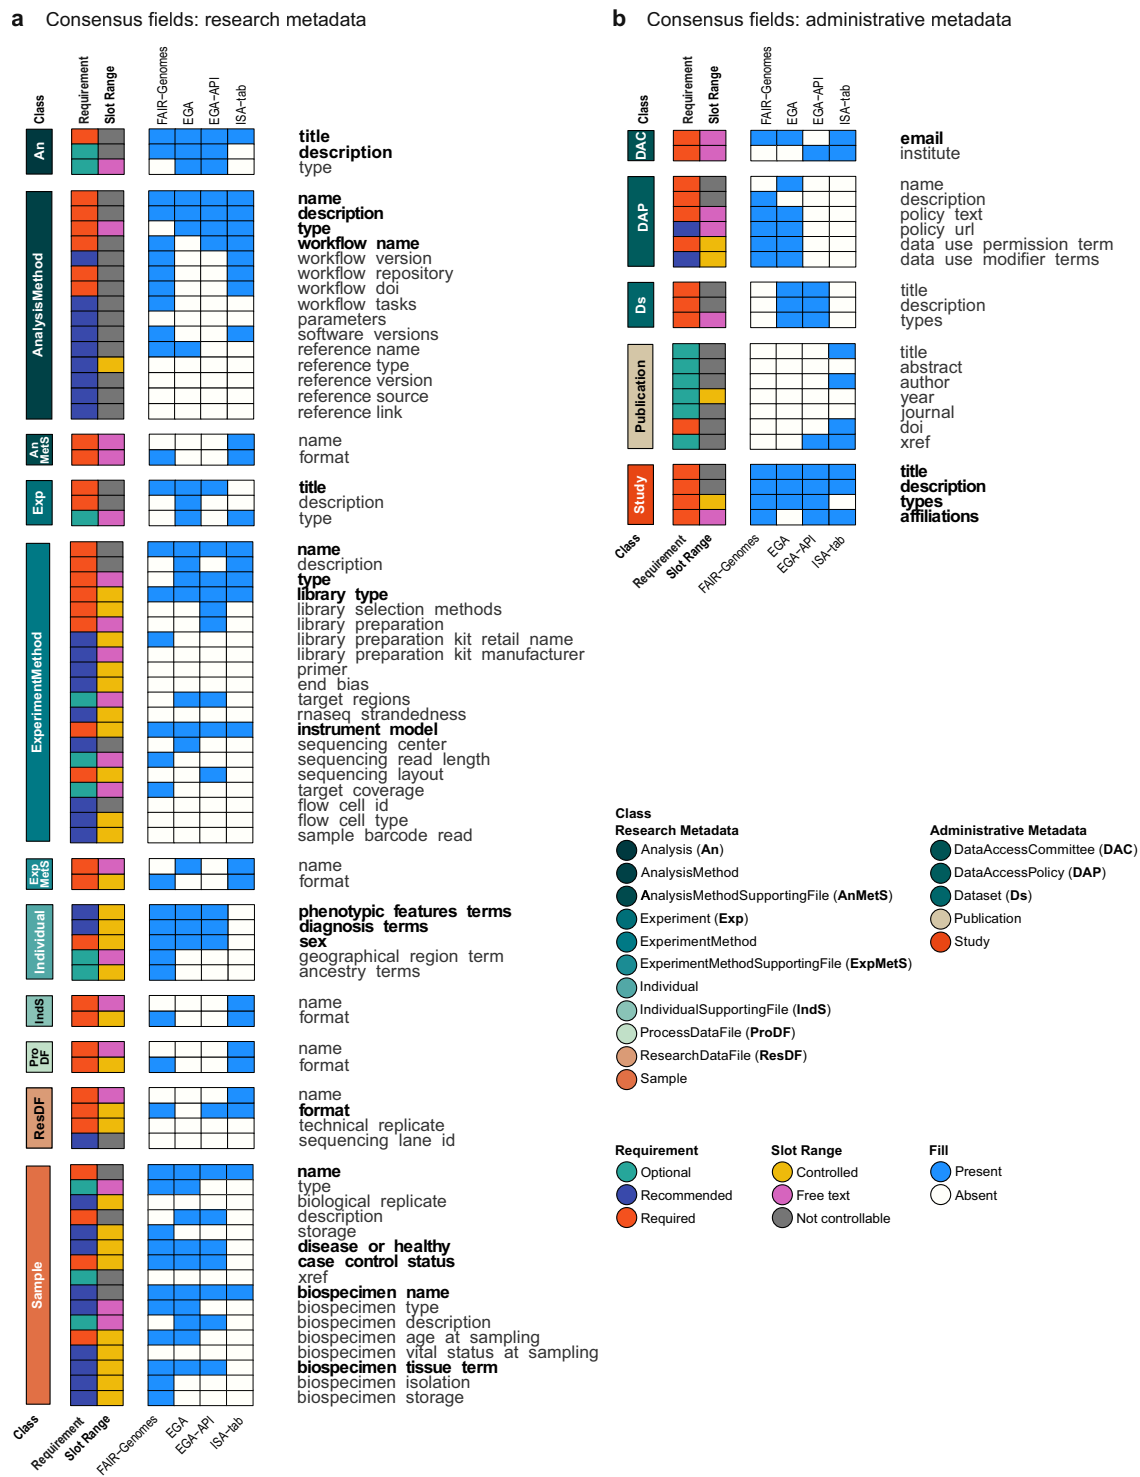 a Consensus fields: research metadata
Class
Requirement
Slot Range
FAIR-Genomes
EGA
EGA-API
ISA-tab
An
title
description
type
AnalysisMethod
name
description
type
workflow name
workflow version
workflow repository
workflow doi
workflow tasks
parameters
software versions
reference name
reference type
reference version
reference source
reference link
An
MetS
name
format
Exp
title
description
type
ExperimentMethod
name
description
type
library type
library selection methods
library preparation
library preparation kit retail name
library preparation kit manufacturer
primer
end bias
target regions
rnaseq strandedness
instrument model
sequencing center
sequencing read length
sequencing layout
target coverage
flow cell id
flow cell type
sample barcode read
Exp
MetS
name
format
Individual
phenotypic features terms
diagnosis terms
sex
geographical region term
ancestry terms
IndS
name
format
Pro
DF
name
format
ResDF
name
format
technical replicate
sequencing lane id
Sample
name
type
biological replicate
description
storage
disease or healthy
case control status
xref
biospecimen name
biospecimen type
biospecimen description
biospecimen age at sampling
biospecimen vital status at sampling
biospecimen tissue term
biospecimen isolation
biospecimen storage
Class
Requirement
Slot Range
FAIR-Genomes
EGA
EGA-API
ISA-tab
b Consensus fields: administrative metadata
Class
Requirement
Slot Range
FAIR-Genomes
EGA
EGA-API
ISA-tab
DAC
email
institute
DAP
name
description
policy text
policy url
data use permission term
data use modifier terms
Ds
title
description
types
Publication
title
abstract
author
year
journal
doi
xref
Study
title
description
types
affiliations
Class
Requirement
Slot Range
FAIR-Genomes
EGA
EGA-API
ISA-tab
Class
Research Metadata
Analysis (An)
AnalysisMethod
AnalysisMethodSupportingFile (AnMetS)
Experiment (Exp)
ExperimentMethod
ExperimentMethodSupportingFile (ExpMetS)
Individual
IndividualSupportingFile (IndS)
ProcessDataFile (ProDF)
ResearchDataFile (ResDF)
Sample
Administrative Metadata
DataAccessCommittee (DAC)
DataAccessPolicy (DAP)
Dataset (Ds)
Publication
Study
Requirement
Optional
Recommended
Required
Slot Range
Controlled
Free text
Not controllable
Fill
Present
Absent